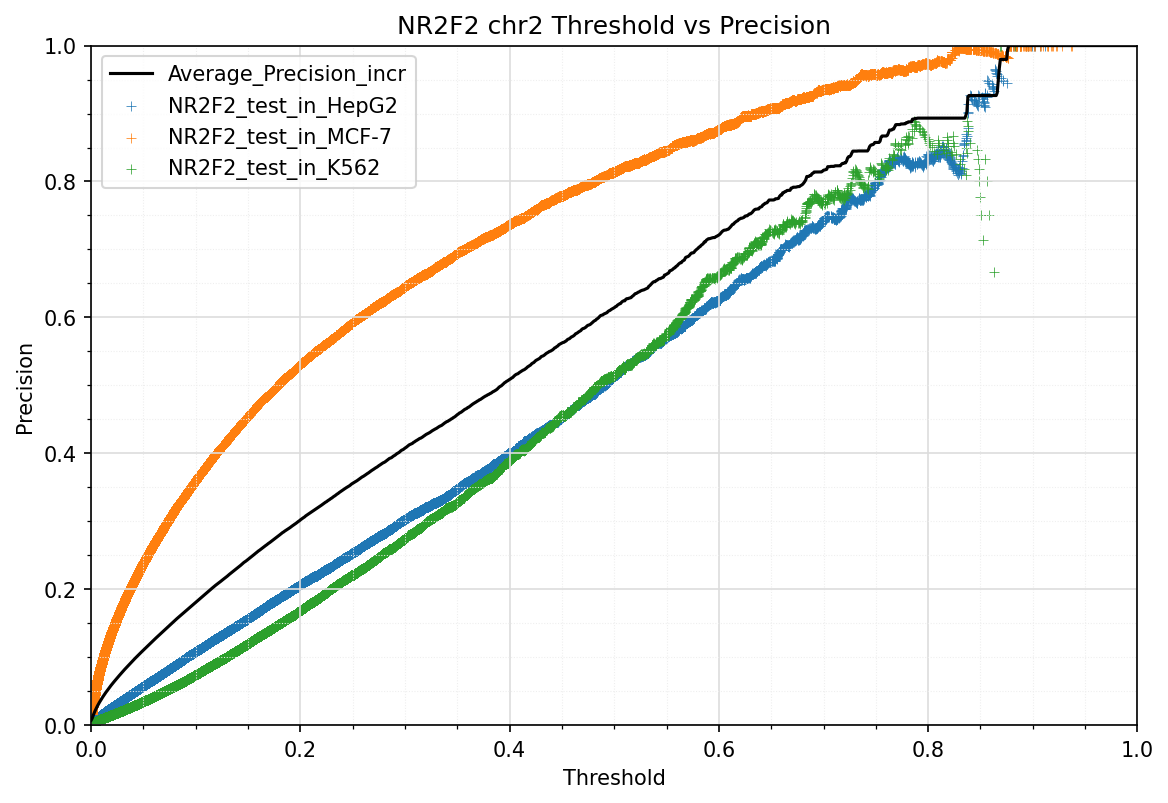 NR2F2 chr2 Threshold vs Precision
Average_Precision_incr
NR2F2_test_in_HepG2
NR2F2_test_in_MCF-7
NR2F2_test_in_K562
Precision
1.0
0.8
0.6
0.4
0.2
0.0
0.0 0.2 0.4 0.6 0.8 1.0
Threshold